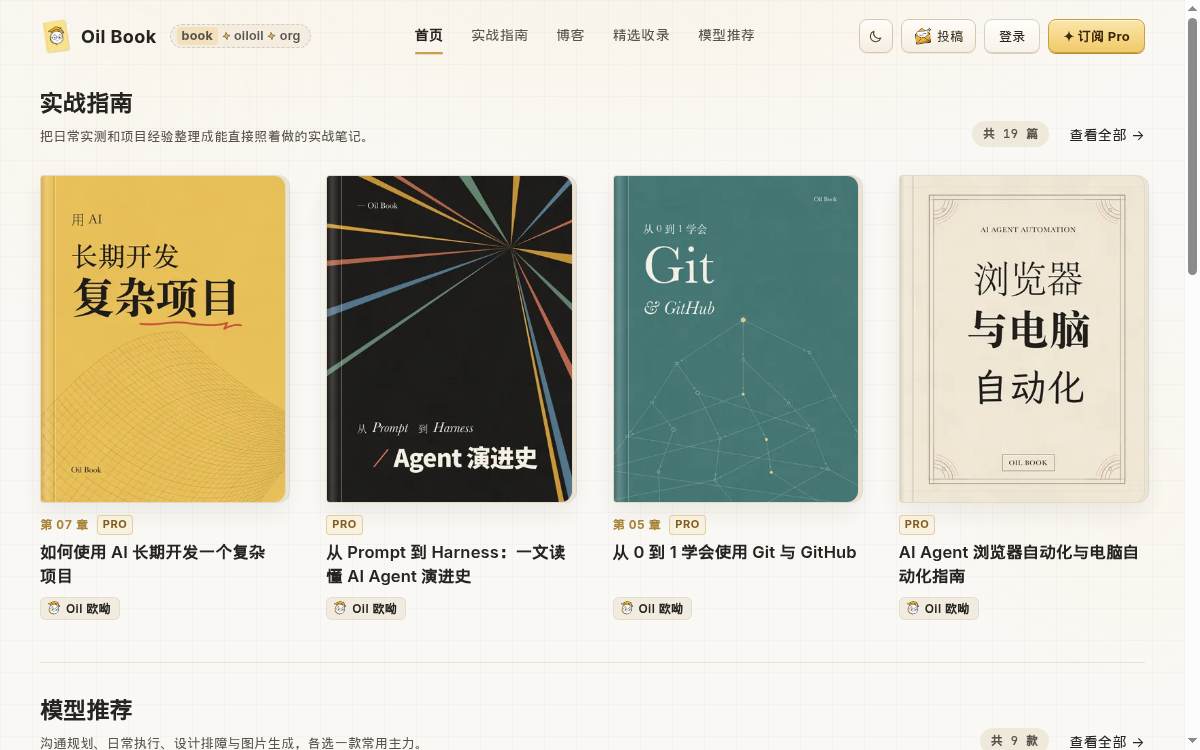 Oil Book
book ✦ oiloil ✦ org
首页
实战指南
博客
精选收录
模型推荐
投稿
登录
✦ 订阅 Pro
实战指南
把日常实测和项目经验整理成能直接照着做的实战笔记。
共 19 篇
查看全部 →
用 AI
长期开发
复杂项目
Oil Book
— Oil Book
从 Prompt 到 Harness
/ Agent 演进史
Oil Book
从 0 到 1 学会
Git
& GitHub
AI AGENT AUTOMATION
浏览器
与电脑
自动化
OIL BOOK
第 07 章 PRO
如何使用 AI 长期开发一个复杂
项目
Oil 欧呦
PRO
从 Prompt 到 Harness：一文读
懂 AI Agent 演进史
Oil 欧呦
第 05 章 PRO
从 0 到 1 学会使用 Git 与 GitHub
Oil 欧呦
PRO
AI Agent 浏览器自动化与电脑自
动化指南
Oil 欧呦
模型推荐
沟通规划、日常执行、设计排障与图片生成，各选一款常用主力。
共 9 款
查看全部 →